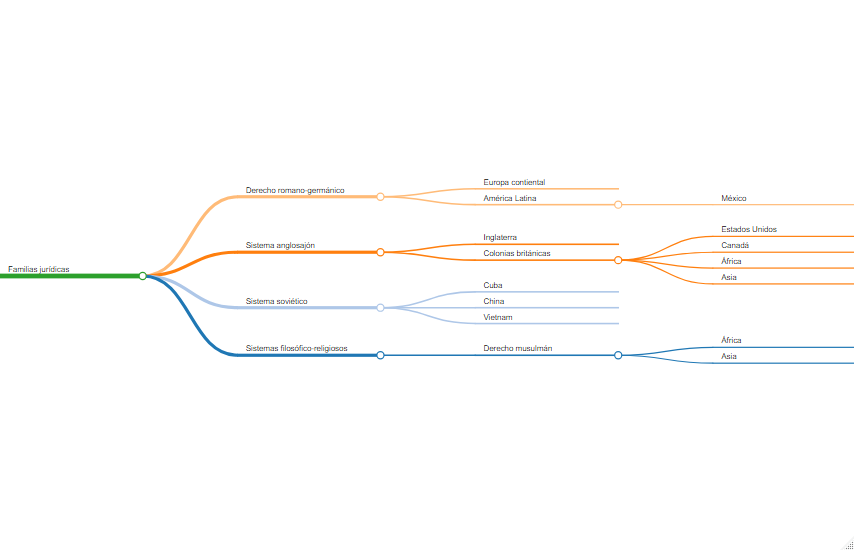 Familias jurídicas
Derecho romano-germánico
Europa contiental
América Latina
México
Sistema anglosajón
Inglaterra
Colonias británicas
Estados Unidos
Canadá
África
Asia
Sistema soviético
Cuba
China
Vietnam
Sistemas filosófico-religiosos
Derecho musulmán
África
Asia